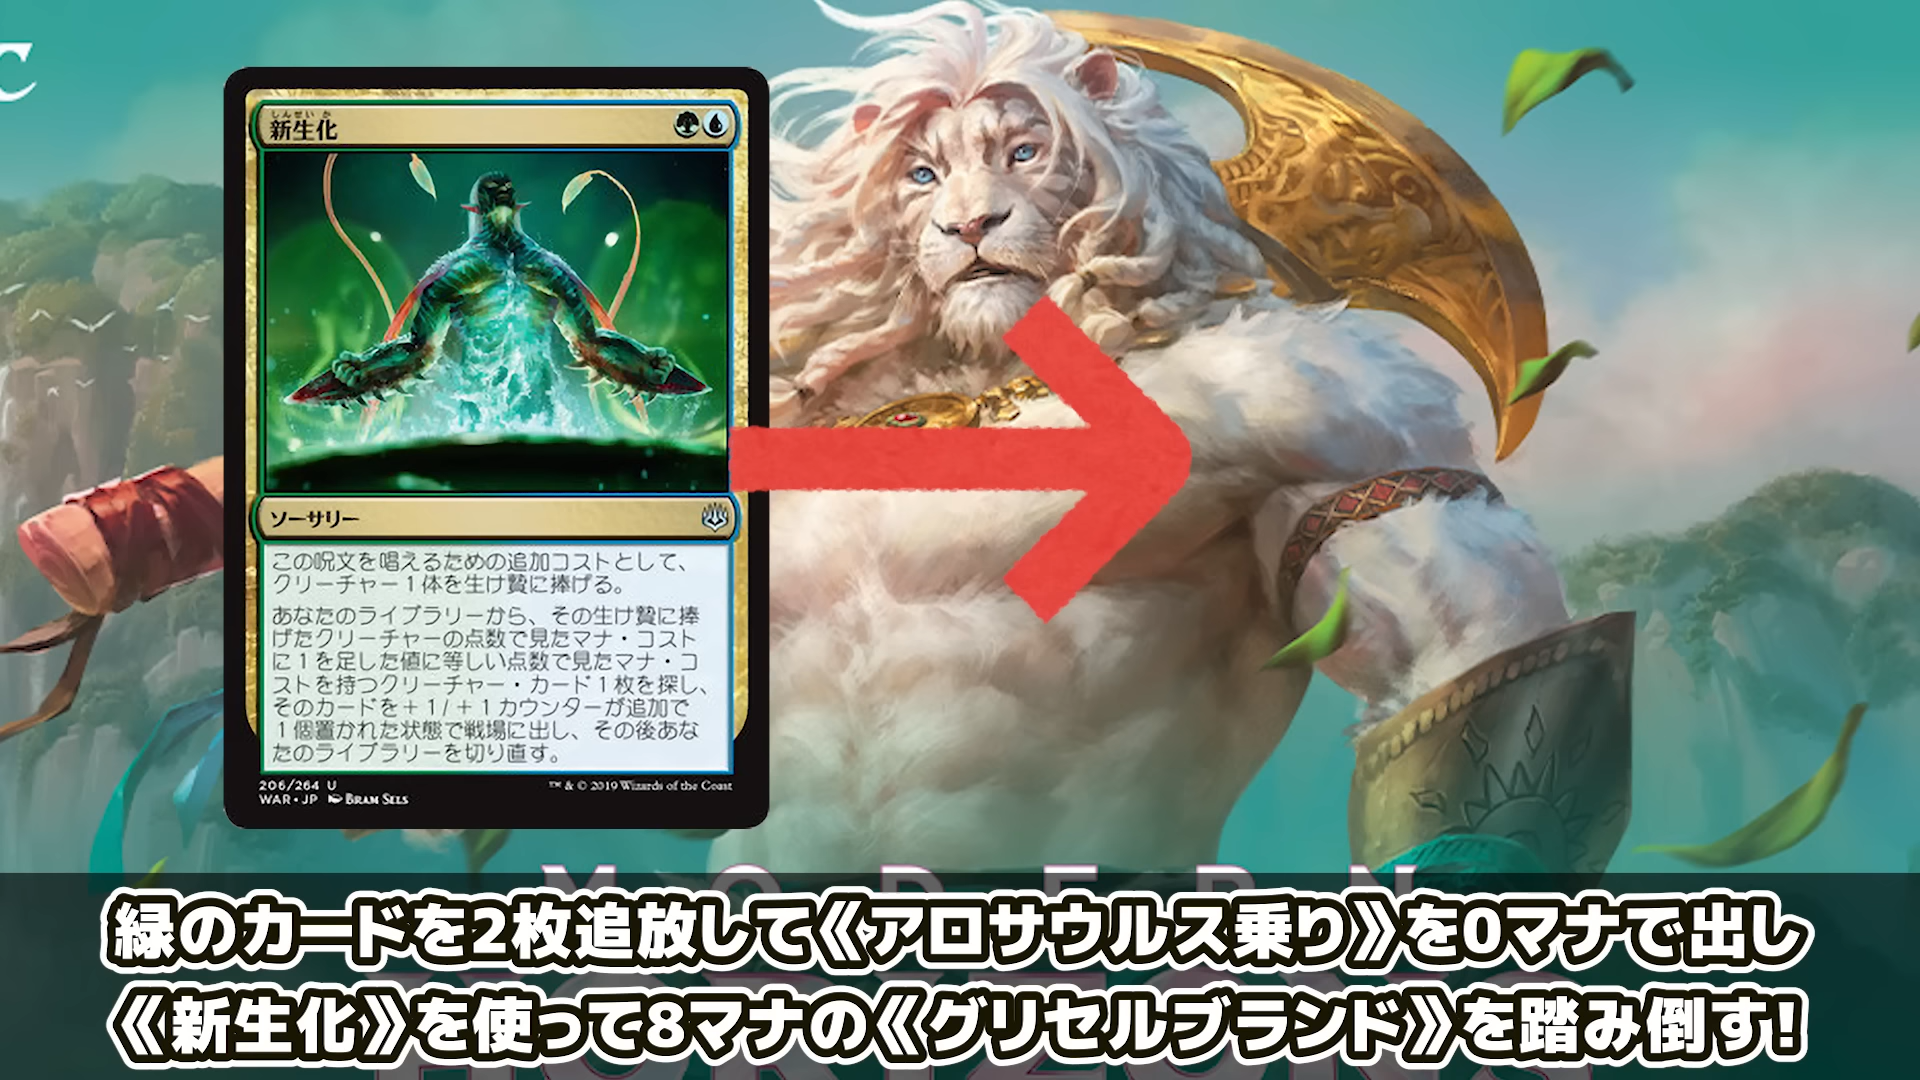 C
しんせいか
新生化
ソーサリー
この呪文を唱えるための追加コストとして、
クリーチャー１体を生け贄に捧げる。
あなたのライブラリーから、その生け贄に捧
げたクリーチャーの点数で見たマナ・コスト
に１を足した値に等しい点数で見たマナ・コ
ストを持つクリーチャー・カード１枚を探し、
そのカードを＋１/＋１カウンターが追加で
１個置かれた状態で戦場に出し、その後あな
たのライブラリーを切り直す。
206/264 U
™ & © 2019 Wizards of the Coast
WAR・JP BRAM SELS
MODERN
HORIZONS
緑のカードを2枚追放して《アロサウルス乗り》を0マナで出し
《新生化》を使って8マナの《グリセルブランド》を踏み倒す!